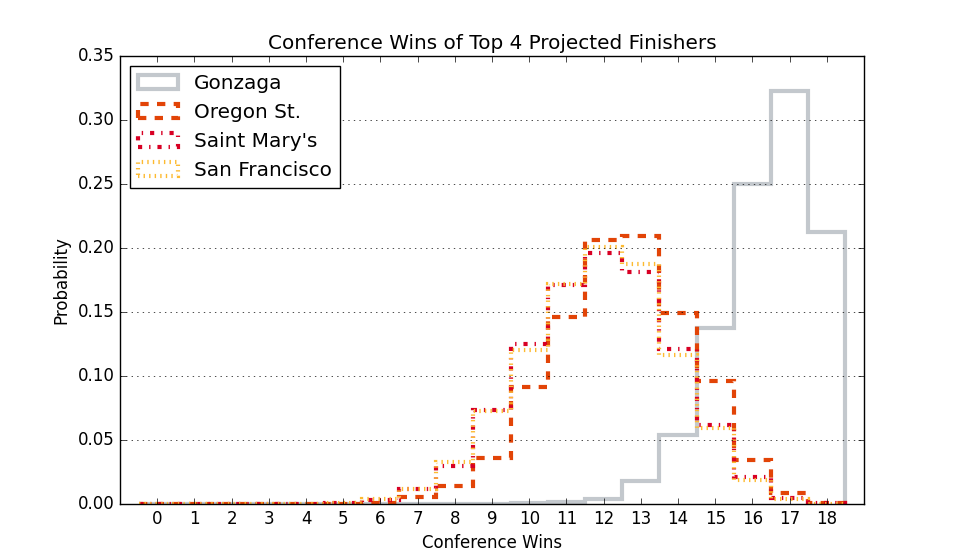 Conference Wins of Top 4 Projected Finishers
Gonzaga
Oregon St.
Saint Mary's
San Francisco
Probability
0.35
0.30
0.25
0.20
0.15
0.10
0.05
0.00
0 1 2 3 4 5 6 7 8 9 10 11 12 13 14 15 16 17 18
Conference Wins